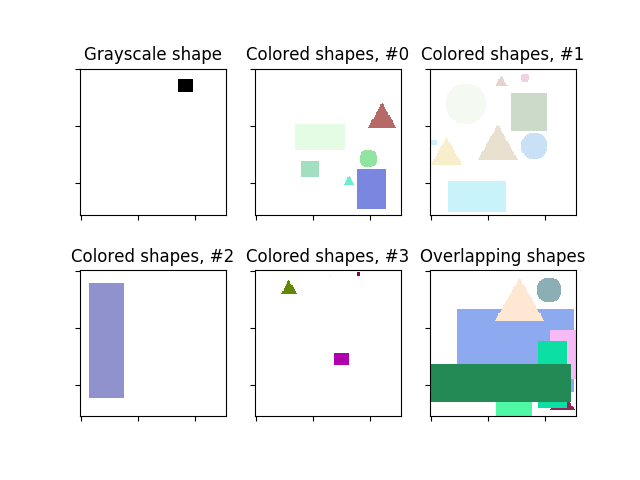 Grayscale shape
Colored shapes, #0
Colored shapes, #1
Colored shapes, #2
Colored shapes, #3
Overlapping shapes